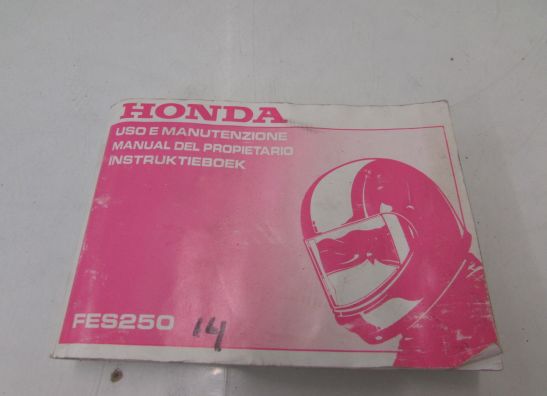 HONDA
USO E MANUTENZIONE
MANUAL DEL PROPIETARIO
INSTRUKTIEBOEK
FES250 14